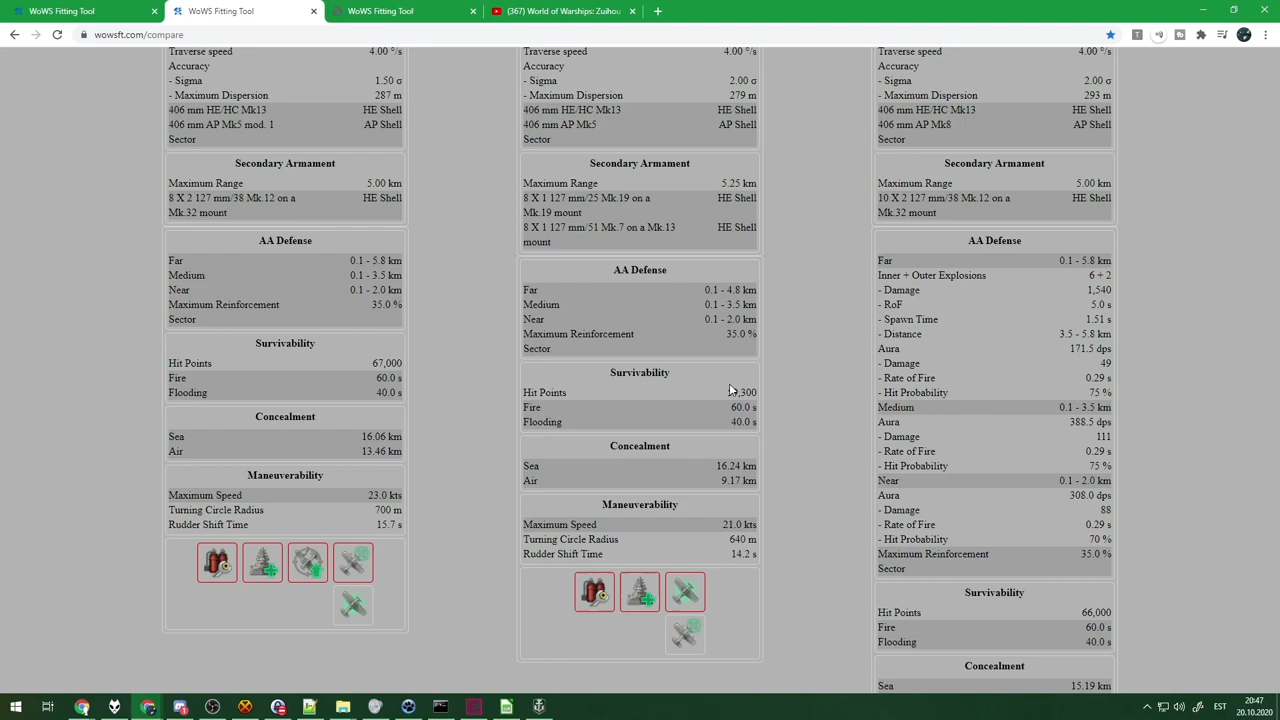 WoWS Fitting Tool
WoWS Fitting Tool
WoWS Fitting Tool
(367) World of Warships: Zuihou
wowsft.com/compare
Traverse speed 4.00 °/s
Accuracy
- Sigma 1.50 σ
- Maximum Dispersion 287 m
406 mm HE/HC Mk13 HE Shell
406 mm AP Mk5 mod. 1 AP Shell
Sector
Secondary Armament
Maximum Range 5.00 km
8 X 2 127 mm/38 Mk.12 on a HE Shell
Mk.32 mount
AA Defense
Far 0.1 - 5.8 km
Medium 0.1 - 3.5 km
Near 0.1 - 2.0 km
Maximum Reinforcement 35.0 %
Sector
Survivability
Hit Points 67,000
Fire 60.0 s
Flooding 40.0 s
Concealment
Sea 16.06 km
Air 13.46 km
Maneuverability
Maximum Speed 23.0 kts
Turning Circle Radius 700 m
Rudder Shift Time 15.7 s
Traverse speed 4.00 °/s
Accuracy
- Sigma 2.00 σ
- Maximum Dispersion 279 m
406 mm HE/HC Mk13 HE Shell
406 mm AP Mk5 AP Shell
Sector
Secondary Armament
Maximum Range 5.25 km
8 X 1 127 mm/25 Mk.19 on a HE Shell
Mk.19 mount
8 X 1 127 mm/51 Mk.7 on a Mk.13 HE Shell
mount
AA Defense
Far 0.1 - 4.8 km
Medium 0.1 - 3.5 km
Near 0.1 - 2.0 km
Maximum Reinforcement 35.0 %
Sector
Survivability
Hit Points
Fire 60.0 s
Flooding 40.0 s
Concealment
Sea 16.24 km
Air 9.17 km
Maneuverability
Maximum Speed 21.0 kts
Turning Circle Radius 640 m
Rudder Shift Time 14.2 s
Traverse speed 4.00 °/s
Accuracy
- Sigma 2.00 σ
- Maximum Dispersion 293 m
406 mm HE/HC Mk13 HE Shell
406 mm AP Mk8 AP Shell
Sector
Secondary Armament
Maximum Range 5.00 km
10 X 2 127 mm/38 Mk.12 on a HE Shell
Mk.32 mount
AA Defense
Far 0.1 - 5.8 km
Inner + Outer Explosions 6 + 2
- Damage 1,540
- RoF 5.0 s
- Spawn Time 1.51 s
- Distance 3.5 - 5.8 km
Aura 171.5 dps
- Damage 49
- Rate of Fire 0.29 s
- Hit Probability 75 %
Medium 0.1 - 3.5 km
Aura 388.5 dps
- Damage 111
- Rate of Fire 0.29 s
- Hit Probability 75 %
Near 0.1 - 2.0 km
Aura 308.0 dps
- Damage 88
- Rate of Fire 0.29 s
- Hit Probability 70 %
Maximum Reinforcement 35.0 %
Sector
Survivability
Hit Points 66,000
Fire 60.0 s
Flooding 40.0 s
Concealment
Sea 15.19 km
EST
20:47
20.10.2020